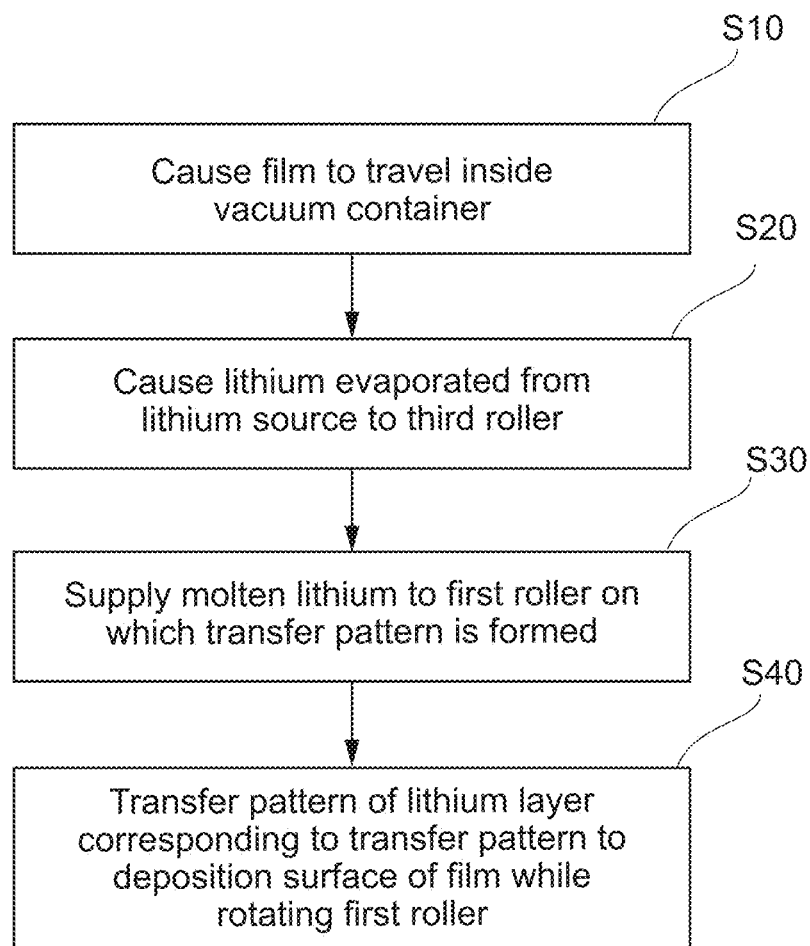 S10
Cause film to travel inside
vacuum container
S20
Cause lithium evaporated from
lithium source to third roller
S30
Supply molten lithium to first roller on
which transfer pattern is formed
S40
Transfer pattern of lithium layer
corresponding to transfer pattern to
deposition surface of film while
rotating first roller